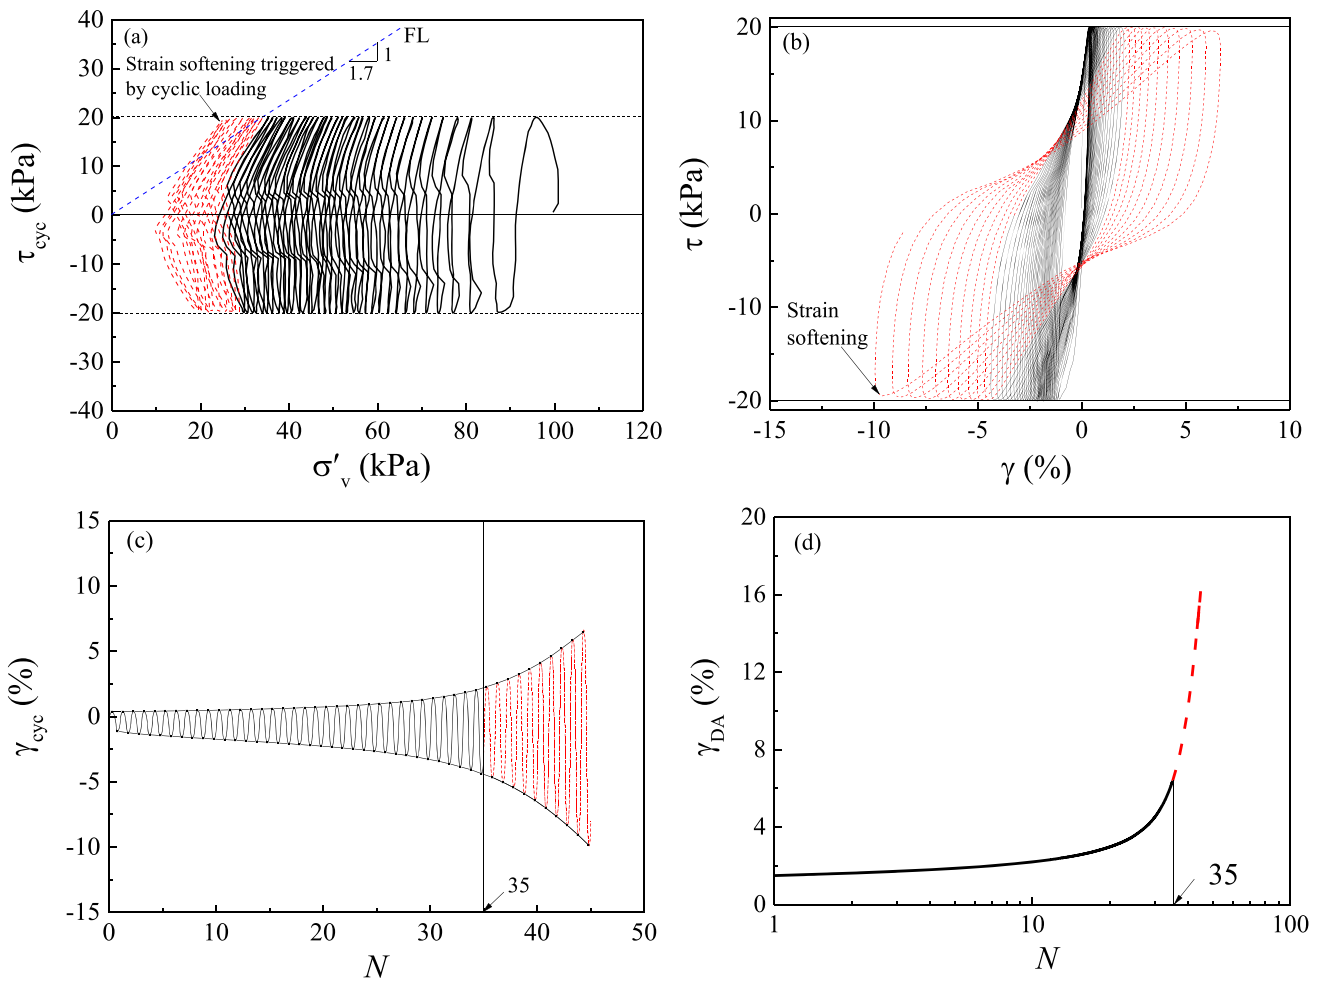 (a)
FL
1
1.7
Strain softening triggered
by cyclic loading
40
30
20
10
0
-10
-20
-30
-40
τcyc (kPa)
0 20 40 60 80 100 120
σ′v (kPa)
(b)
20
10
0
-10
-20
τ (kPa)
Strain
softening
-15 -10 -5 0 5 10
γ (%)
(c)
15
10
5
0
-5
-10
-15
γcyc (%)
35
0 10 20 30 40 50
N
(d)
20
16
12
8
4
0
γDA (%)
35
1 10 100
N